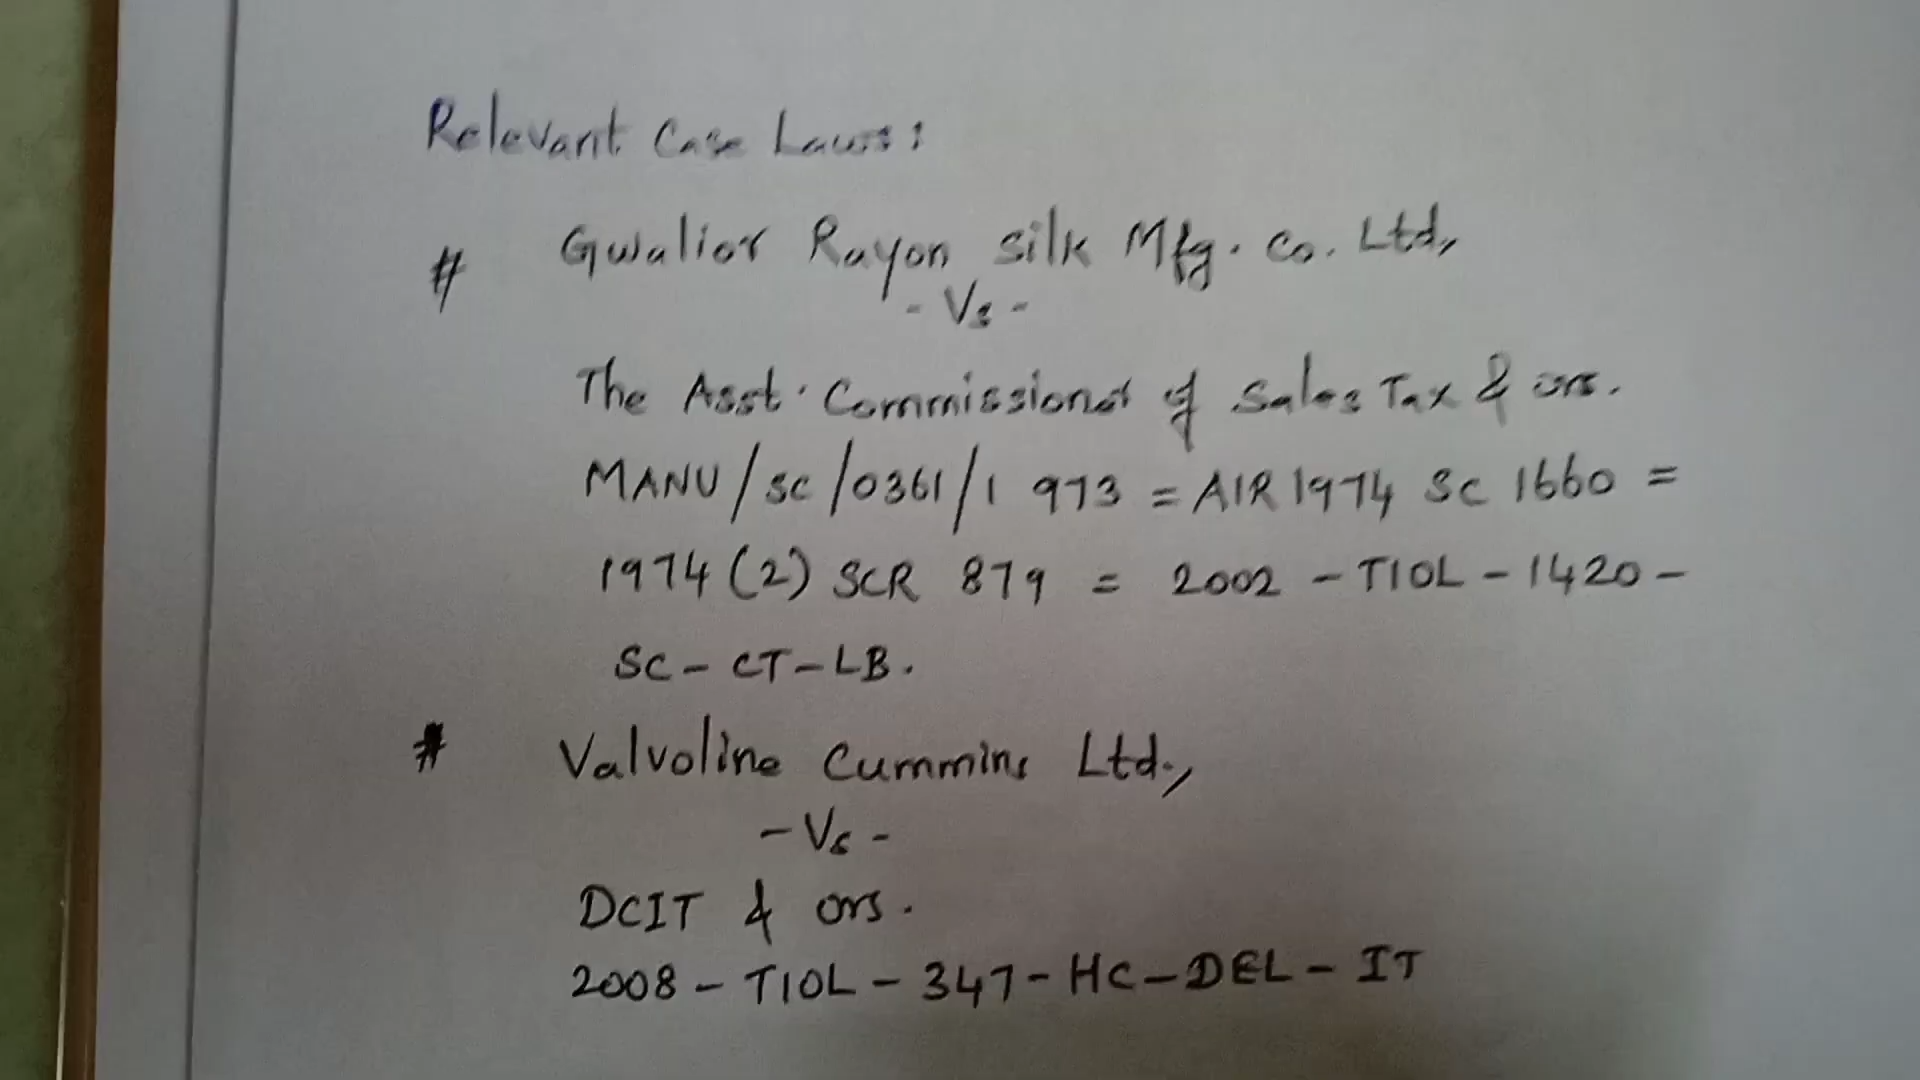 Relevant Case Laws:
# Gwalior Rayon Silk Mfg. Co. Ltd,
- Vs -
The Asst. Commissioner of Sales Tax & ors.
MANU/SC/0361/1 973 = AIR 1974 SC 1660 =
1974 (2) SCR 879 = 2002 - TIOL - 1420 -
SC - CT - LB.
# Valvoline Cummins Ltd.,
- Vs -
DCIT & ors.
2008 - TIOL - 347 - HC - DEL - IT